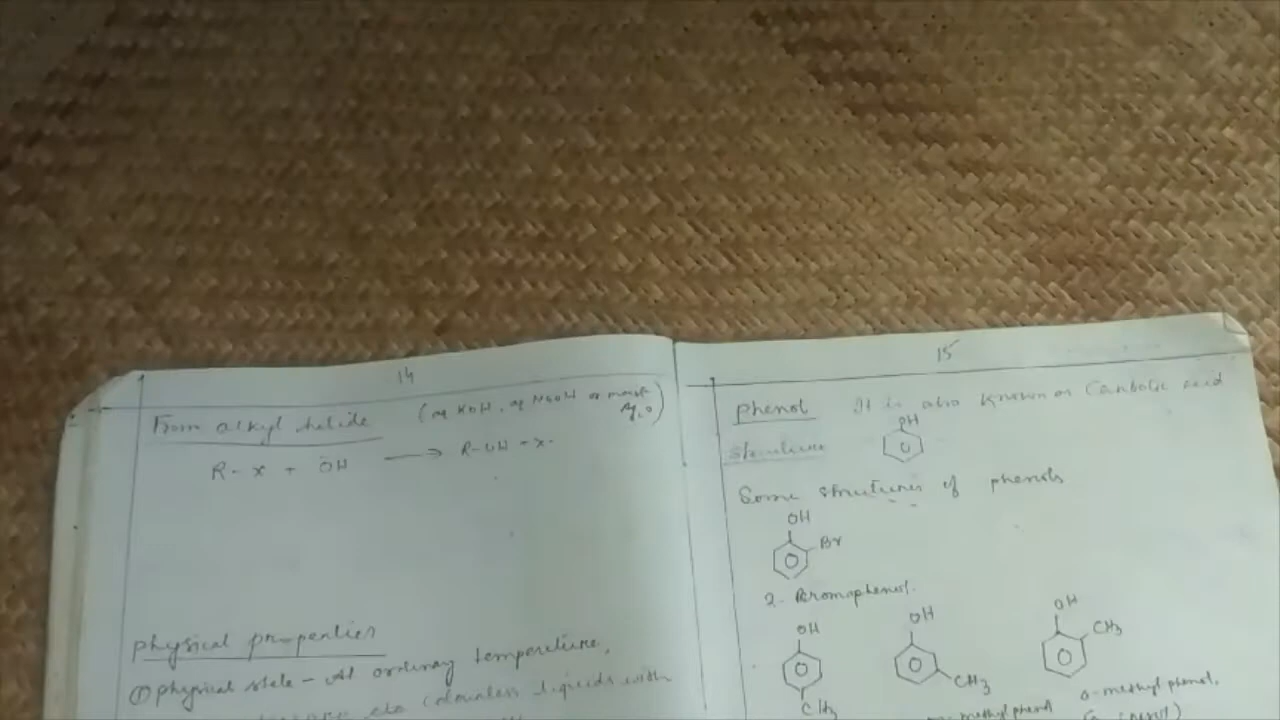 14
From alkyl halide (aq KOH, aq NaOH or moist Ag2O)
R-X + OH ⟶ R-OH + X-
Physical properties
① Physical state - At ordinary temperature,
colourless liquids with
15
Phenol It is also known as Carbolic acid
Structure OH
Some structures of phenols
OH
Br
2-Bromophenol.
OH OH OH
CH3 CH3 CH3
m-methyl phenol o-methyl phenol,